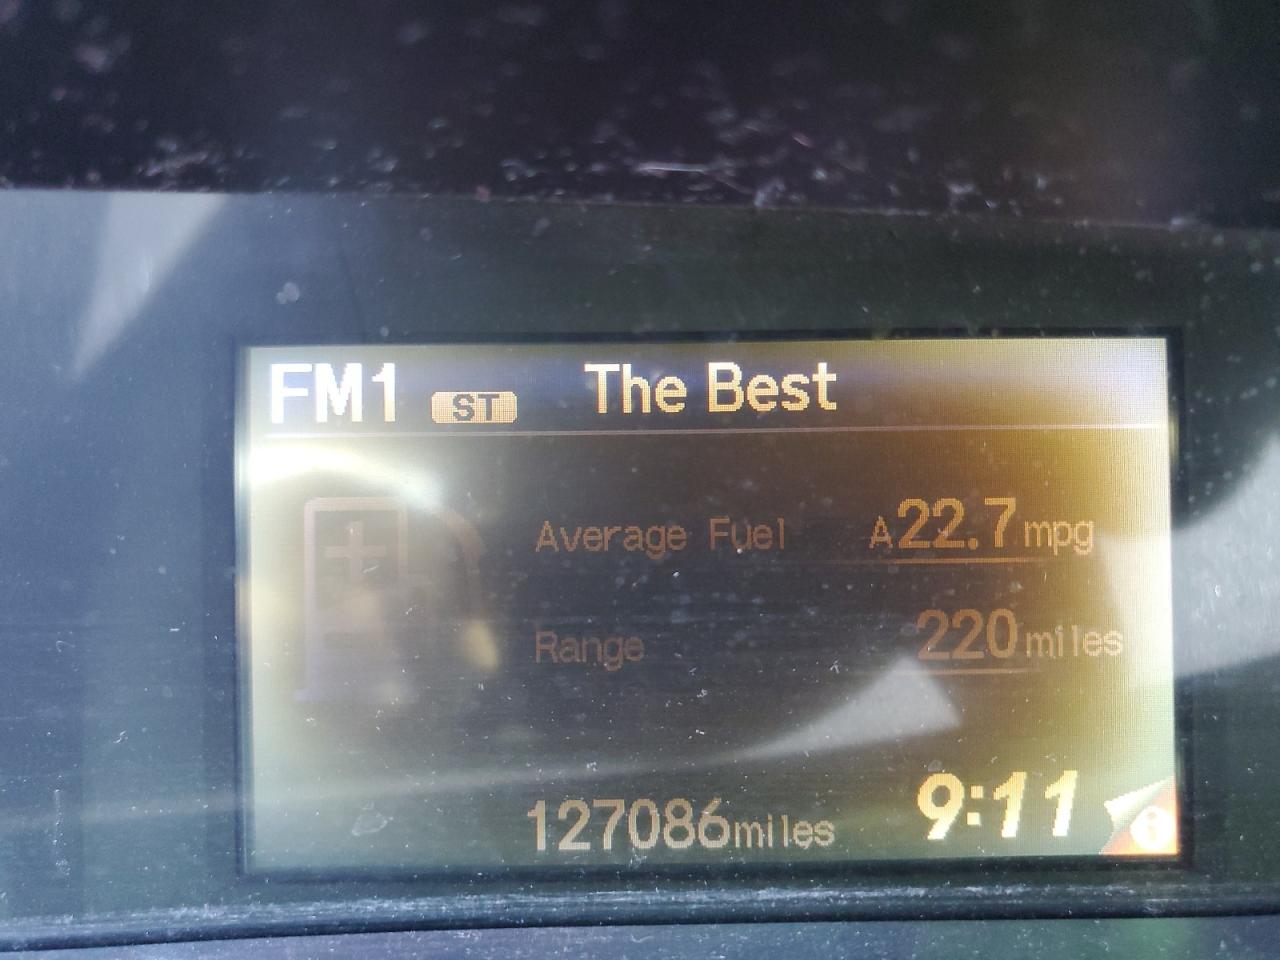 FM1 ST The Best
Average Fuel A22.7mpg
Range 220miles
127086miles 9:11